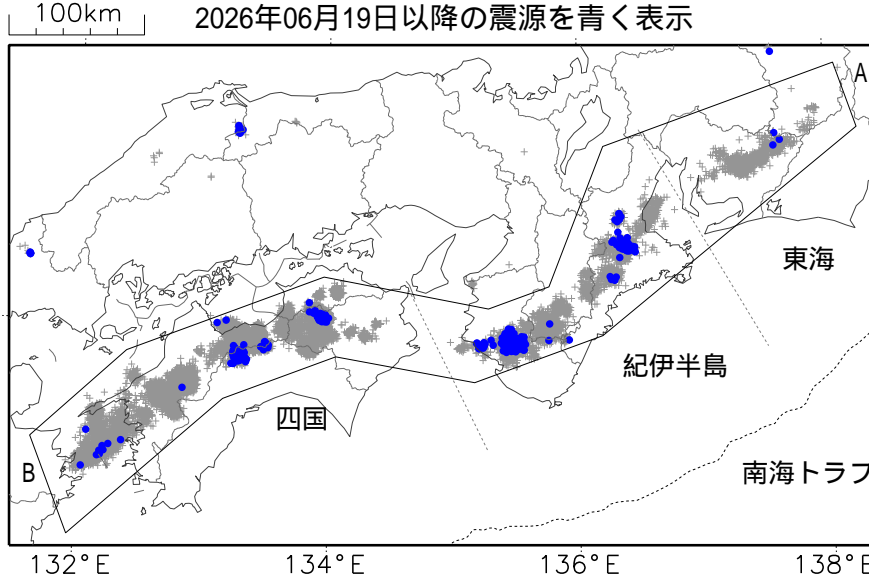 100km
2026年06月19日以降の震源を青く表示
A
東海
紀伊半島
四国
B
南海トラフ
132°E
134°E
136°E
138°E